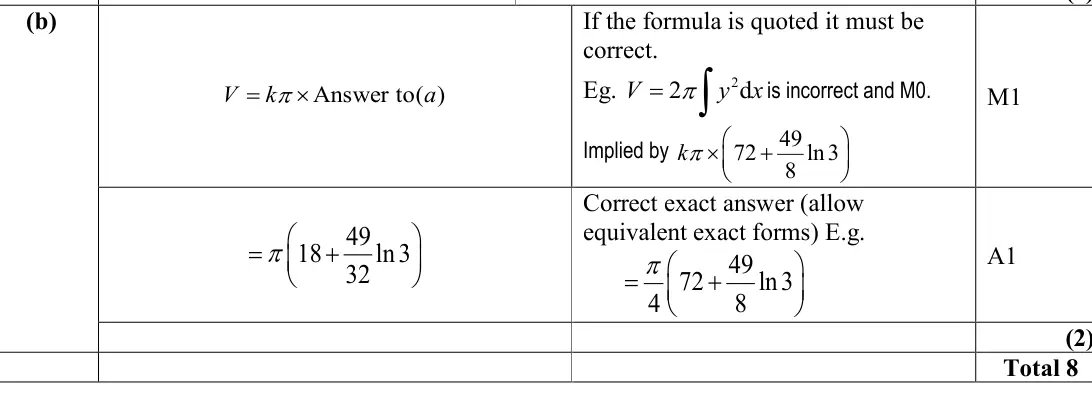 (b)
V = kπ × Answer to(a)
If the formula is quoted it must be
correct.
Eg. V = 2π∫y²dx is incorrect and M0.
Implied by kπ × (72 + 49/8 ln 3)
M1
= π(18 + 49/32 ln 3)
Correct exact answer (allow
equivalent exact forms) E.g.
= π/4 (72 + 49/8 ln 3)
A1
(2)
Total 8